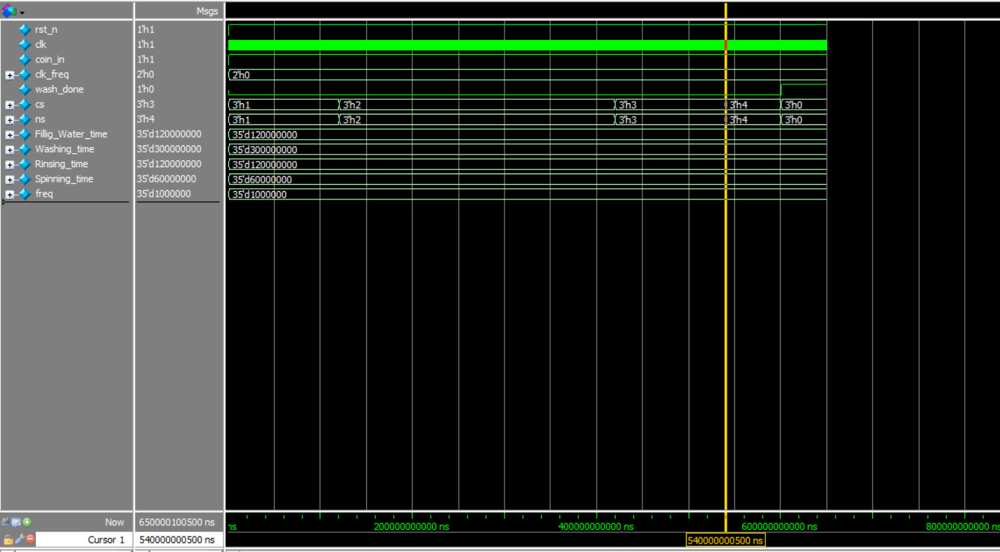 Msgs
rst_n 1'h1
clk 1'h1
coin_in 1'h1
clk_freq 2'h0 2'h0
wash_done 1'h0
cs 3'h3 3'h1 3'h2 3'h3 3'h4 3'h0
ns 3'h4 3'h1 3'h2 3'h3 3'h4 3'h0
Fillig_Water_time 35'd120000000 35'd120000000
Washing_time 35'd300000000 35'd300000000
Rinsing_time 35'd120000000 35'd120000000
Spinning_time 35'd60000000 35'd60000000
freq 35'd1000000 35'd1000000
Now 650000100500 ns ns 200000000000 ns 400000000000 ns 600000000000 ns 800000000000 ns
Cursor 1 540000000500 ns 540000000500 ns